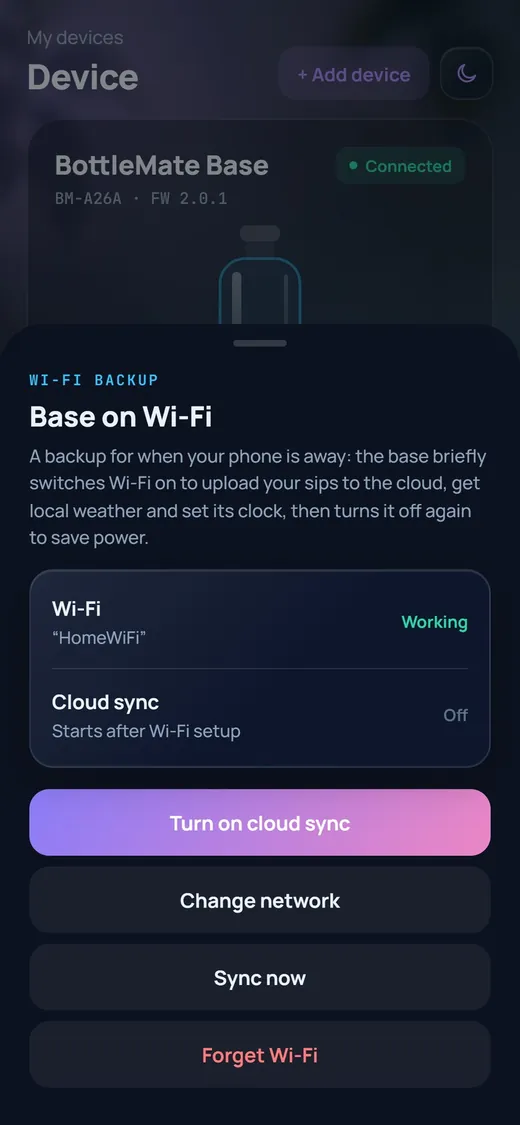 My devices
Device
+ Add device
BottleMate Base
Connected
BM-A26A · FW 2.0.1
WI-FI BACKUP
Base on Wi-Fi
A backup for when your phone is away: the base briefly
switches Wi-Fi on to upload your sips to the cloud, get
local weather and set its clock, then turns it off again
to save power.
Wi-Fi
“HomeWiFi”
Working
Cloud sync
Starts after Wi-Fi setup
Off
Turn on cloud sync
Change network
Sync now
Forget Wi-Fi